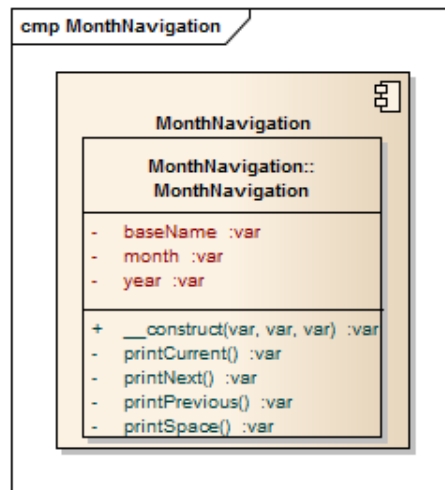 cmp MonthNavigation
MonthNavigation
MonthNavigation::
MonthNavigation
- baseName :var
- month :var
- year :var
+ __construct(var, var, var) :var
- printCurrent() :var
- printNext() :var
- printPrevious() :var
- printSpace() :var